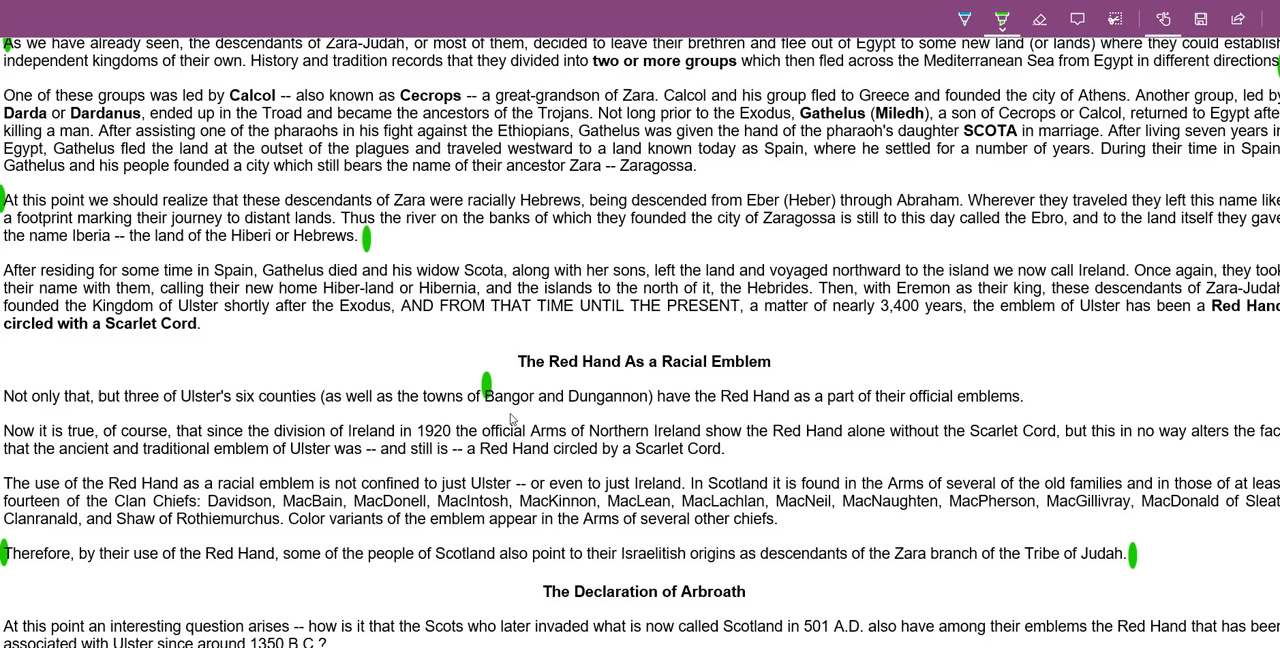 As we have already seen, the descendants of Zara-Judah, or most of them, decided to leave their brethren and flee out of Egypt to some new land (or lands) where they could establish
independent kingdoms of their own. History and tradition records that they divided into two or more groups which then fled across the Mediterranean Sea from Egypt in different directions
One of these groups was led by Calcol -- also known as Cecrops -- a great-grandson of Zara. Calcol and his group fled to Greece and founded the city of Athens. Another group, led by
Darda or Dardanus, ended up in the Troad and became the ancestors of the Trojans. Not long prior to the Exodus, Gathelus (Miledh), a son of Cecrops or Calcol, returned to Egypt afte
killing a man. After assisting one of the pharaohs in his fight against the Ethiopians, Gathelus was given the hand of the pharaoh's daughter SCOTA in marriage. After living seven years in
Egypt, Gathelus fled the land at the outset of the plagues and traveled westward to a land known today as Spain, where he settled for a number of years. During their time in Spain
Gathelus and his people founded a city which still bears the name of their ancestor Zara -- Zaragossa.
At this point we should realize that these descendants of Zara were racially Hebrews, being descended from Eber (Heber) through Abraham. Wherever they traveled they left this name like
a footprint marking their journey to distant lands. Thus the river on the banks of which they founded the city of Zaragossa is still to this day called the Ebro, and to the land itself they gave
the name Iberia -- the land of the Hiberi or Hebrews.
After residing for some time in Spain, Gathelus died and his widow Scota, along with her sons, left the land and voyaged northward to the island we now call Ireland. Once again, they took
their name with them, calling their new home Hiber-land or Hibernia, and the islands to the north of it, the Hebrides. Then, with Eremon as their king, these descendants of Zara-Judah
founded the Kingdom of Ulster shortly after the Exodus, AND FROM THAT TIME UNTIL THE PRESENT, a matter of nearly 3,400 years, the emblem of Ulster has been a Red Hand
circled with a Scarlet Cord.
The Red Hand As a Racial Emblem
Not only that, but three of Ulster's six counties (as well as the towns of Bangor and Dungannon) have the Red Hand as a part of their official emblems.
Now it is true, of course, that since the division of Ireland in 1920 the official Arms of Northern Ireland show the Red Hand alone without the Scarlet Cord, but this in no way alters the fac
that the ancient and traditional emblem of Ulster was -- and still is -- a Red Hand circled by a Scarlet Cord.
The use of the Red Hand as a racial emblem is not confined to just Ulster -- or even to just Ireland. In Scotland it is found in the Arms of several of the old families and in those of at leas
fourteen of the Clan Chiefs: Davidson, MacBain, MacDonell, MacIntosh, MacKinnon, MacLean, MacLachlan, MacNeil, MacNaughten, MacPherson, MacGillivray, MacDonald of Sleat
Clanranald, and Shaw of Rothiemurchus. Color variants of the emblem appear in the Arms of several other chiefs.
Therefore, by their use of the Red Hand, some of the people of Scotland also point to their Israelitish origins as descendants of the Zara branch of the Tribe of Judah.
The Declaration of Arbroath
At this point an interesting question arises -- how is it that the Scots who later invaded what is now called Scotland in 501 A.D. also have among their emblems the Red Hand that has been
associated with Ulster since around 1350 B.C.?